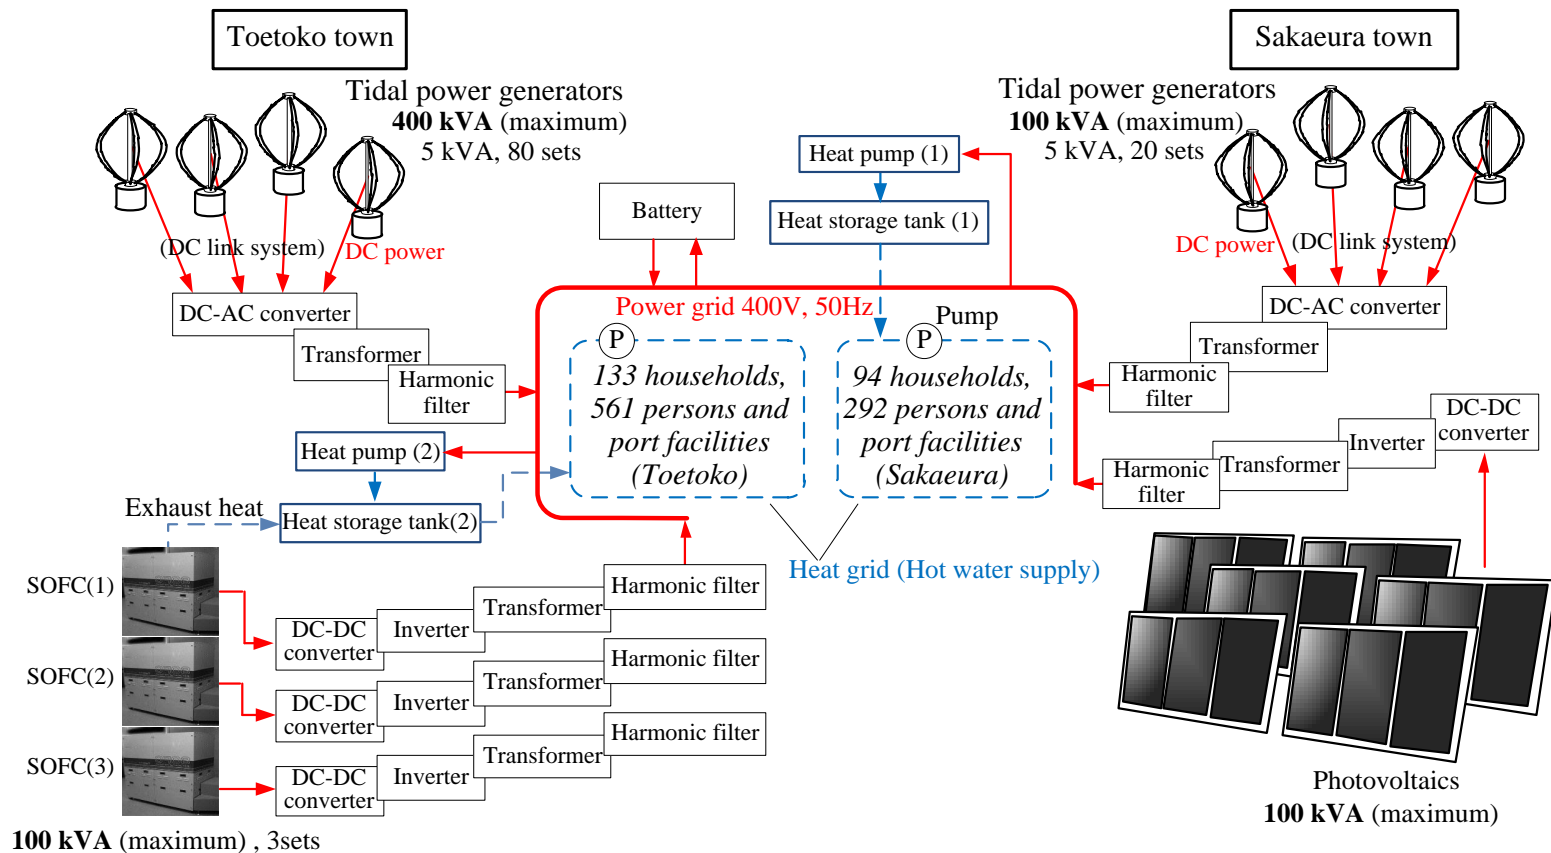 Toetoko town
Sakaeura town
Tidal power generators
400 kVA (maximum)
5 kVA, 80 sets
Tidal power generators
100 kVA (maximum)
5 kVA, 20 sets
Heat pump (1)
Battery
Heat storage tank (1)
(DC link system)
DC power
DC power
(DC link system)
DC-AC converter
Transformer
Harmonic
filter
Power grid 400V, 50Hz
Pump
P
P
DC-AC converter
Transformer
Harmonic
filter
133 households,
561 persons and
port facilities
(Toetoko)
94 households,
292 persons and
port facilities
(Sakaeura)
DC-DC
converter
Inverter
Transformer
Harmonic
filter
Heat pump (2)
Exhaust heat
Heat storage tank(2)
Heat grid (Hot water supply)
SOFC(1)
DC-DC
converter
Inverter
Transformer
Harmonic filter
SOFC(2)
DC-DC
converter
Inverter
Transformer
Harmonic filter
SOFC(3)
DC-DC
converter
Inverter
Transformer
Harmonic filter
100 kVA (maximum) , 3sets
Photovoltaics
100 kVA (maximum)